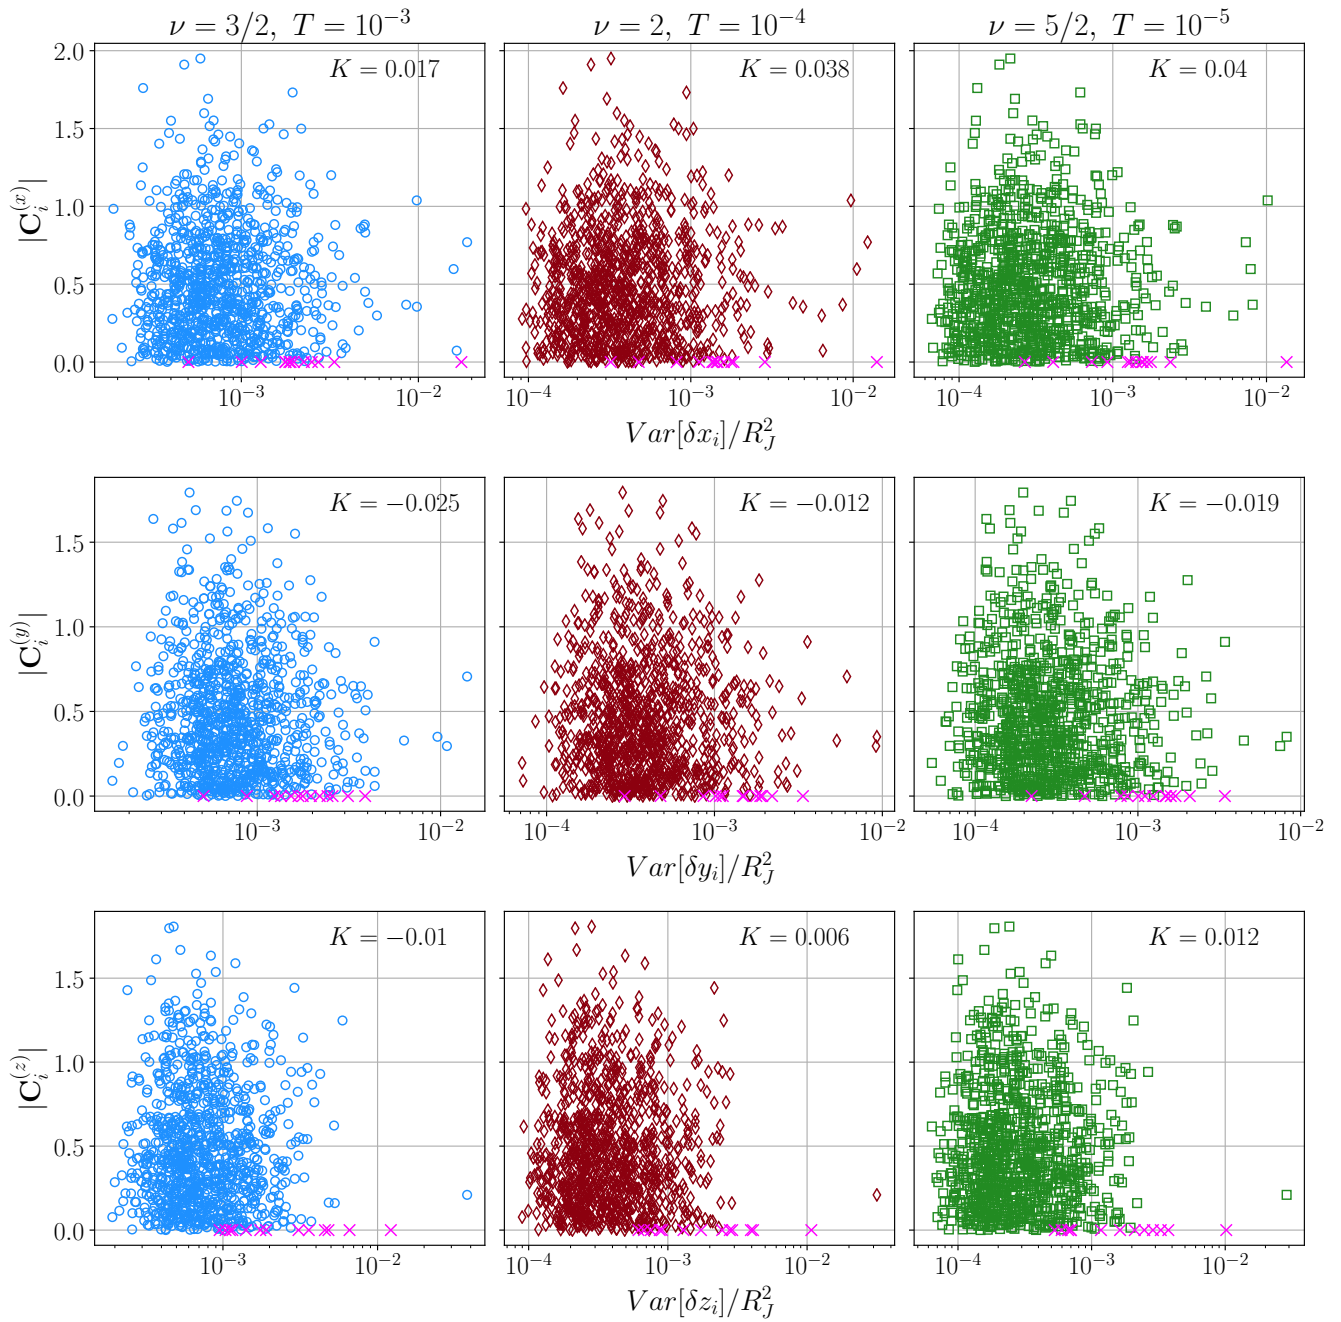 ν = 3/2, T = 10⁻³
ν = 2, T = 10⁻⁴
ν = 5/2, T = 10⁻⁵
|C_i^(x)|
2.0
1.5
1.0
0.5
0.0
K = 0.017
K = 0.038
K = 0.04
10⁻³ 10⁻²
10⁻⁴ 10⁻³ 10⁻²
10⁻⁴ 10⁻³ 10⁻²
Var[δx_i]/R_J^2
|C_i^(y)|
1.5
1.0
0.5
0.0
K = −0.025
K = −0.012
K = −0.019
10⁻³ 10⁻²
10⁻⁴ 10⁻³ 10⁻²
10⁻⁴ 10⁻³ 10⁻²
Var[δy_i]/R_J^2
|C_i^(z)|
1.5
1.0
0.5
0.0
K = −0.01
K = 0.006
K = 0.012
10⁻³ 10⁻²
10⁻⁴ 10⁻³ 10⁻²
10⁻⁴ 10⁻³ 10⁻²
Var[δz_i]/R_J^2